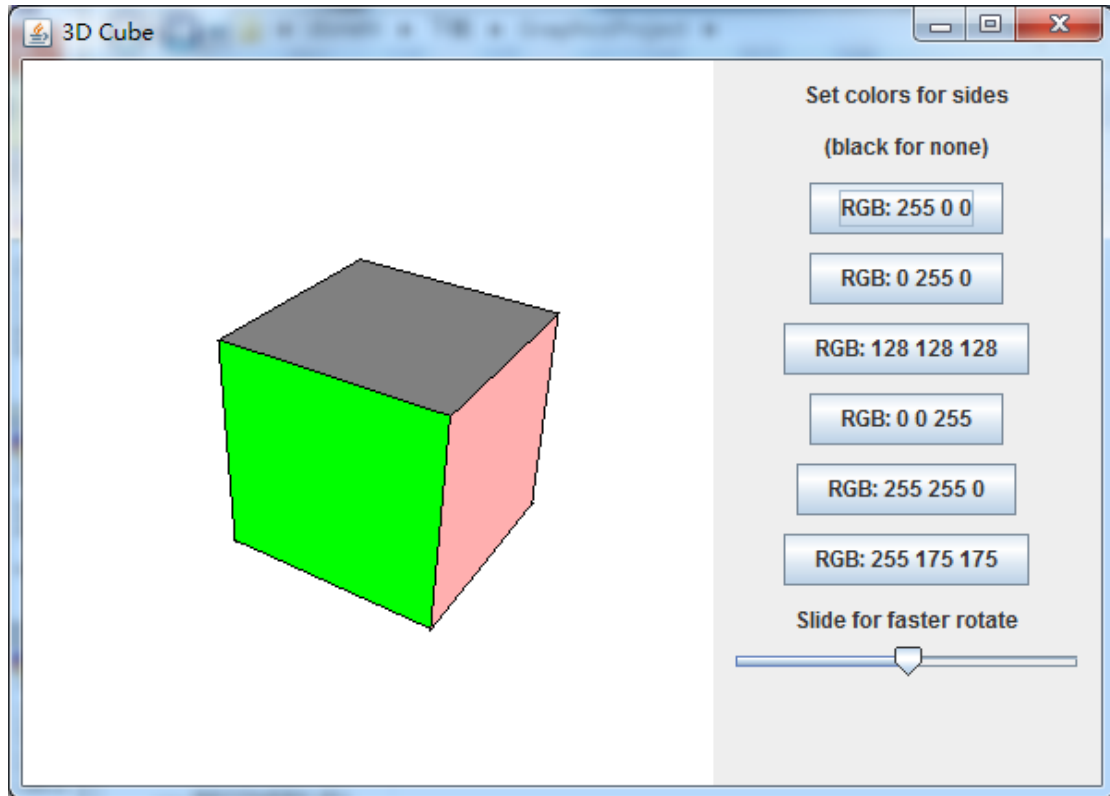 3D Cube
Set colors for sides
(black for none)
RGB: 255 0 0
RGB: 0 255 0
RGB: 128 128 128
RGB: 0 0 255
RGB: 255 255 0
RGB: 255 175 175
Slide for faster rotate